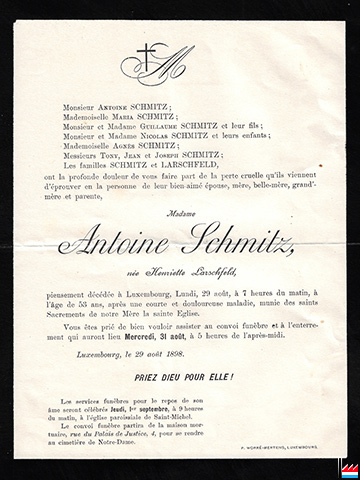 M
Monsieur ANTOINE SCHMITZ;
Mademoiselle MARIA SCHMITZ;
Monsieur et Madame GUILLAUME SCHMITZ et leur fils;
Monsieur et Madame NICOLAS SCHMITZ et leurs enfants;
Mademoiselle AGNÈS SCHMITZ;
Messieurs TONY, JEAN et JOSEPH SCHMITZ;
Les familles SCHMITZ et LARSCHFELD,
ont la profonde douleur de vous faire part de la perte cruelle qu'ils viennent
d'éprouver en la personne de leur bien-aimée épouse, mère, belle-mère, grand'-
mère et parente,
Madame
Antoine Schmitz,
née Henriette Larschfeld,
pieusement décédée à Luxembourg, Lundi, 29 août, à 7 heures du matin, à
l'âge de 53 ans, après une courte et douloureuse maladie, munie des saints
Sacrements de notre Mère la sainte Eglise.
Vous êtes prié de bien vouloir assister au convoi funèbre et à l'enterre-
ment qui auront lieu Mercredi, 31 août, à 5 heures de l'après-midi.
Luxembourg, le 29 août 1898.
PRIEZ DIEU POUR ELLE!
Les services funèbres pour le repos de son
âme seront célébrés Jeudi, 1er septembre, à 9 heures
du matin, à l'église paroissiale de Saint-Michel.
Le convoi funèbre partira de la maison mor-
tuaire, rue du Palais de Justice, 4, pour se rendre
au cimetière de Notre-Dame.
P. WORRÉ-MERTENS, LUXEMBOURG.